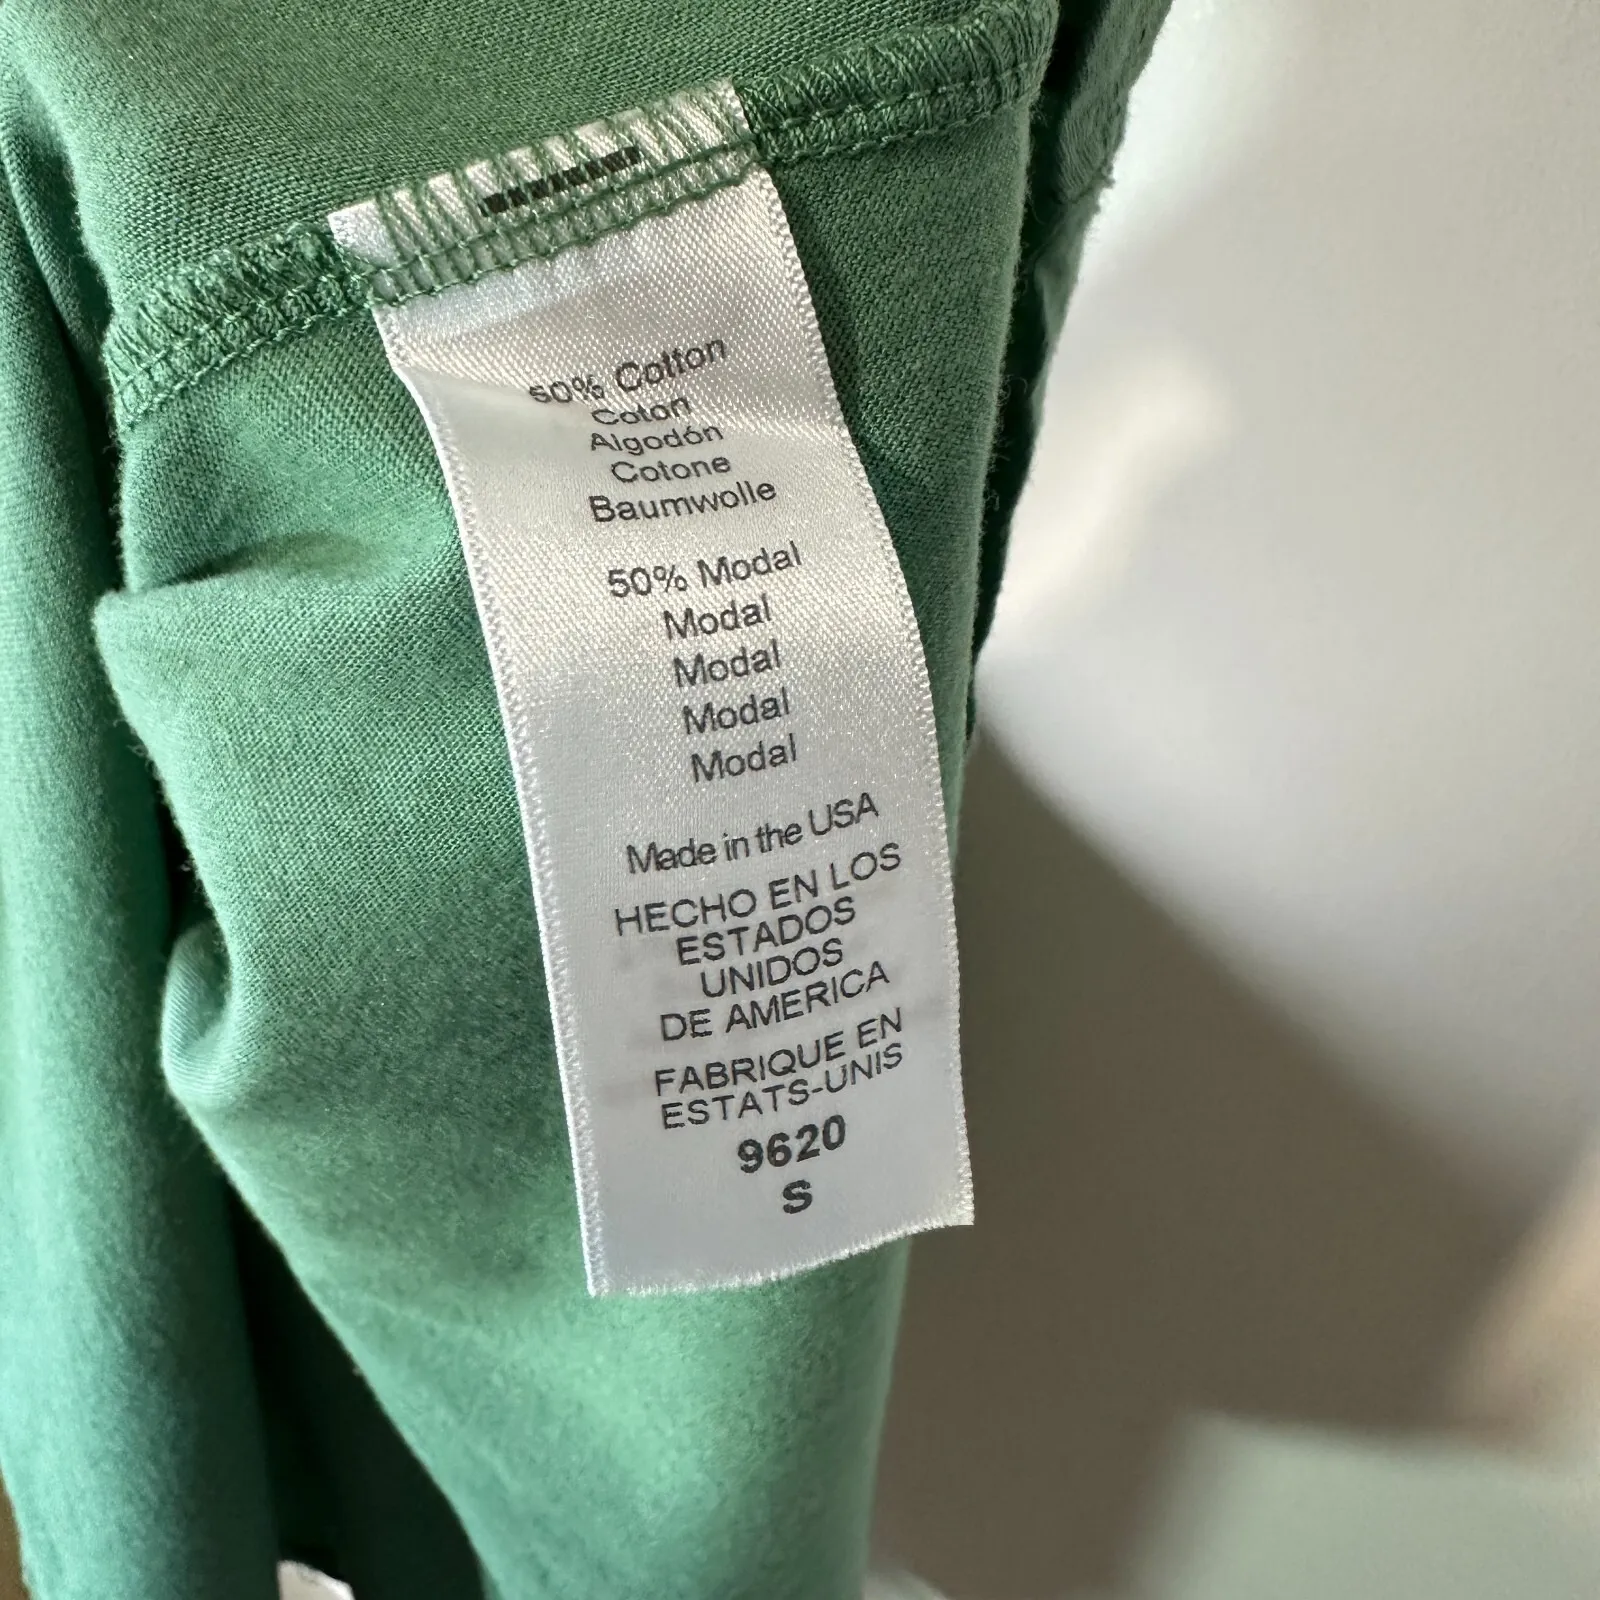 50% Cotton
Coton
Algodón
Cotone
Baumwolle
50% Modal
Modal
Modal
Modal
Modal
Made in the USA
HECHO EN LOS
ESTADOS
UNIDOS
DE AMERICA
FABRIQUE EN
ESTATS-UNIS
9620
S